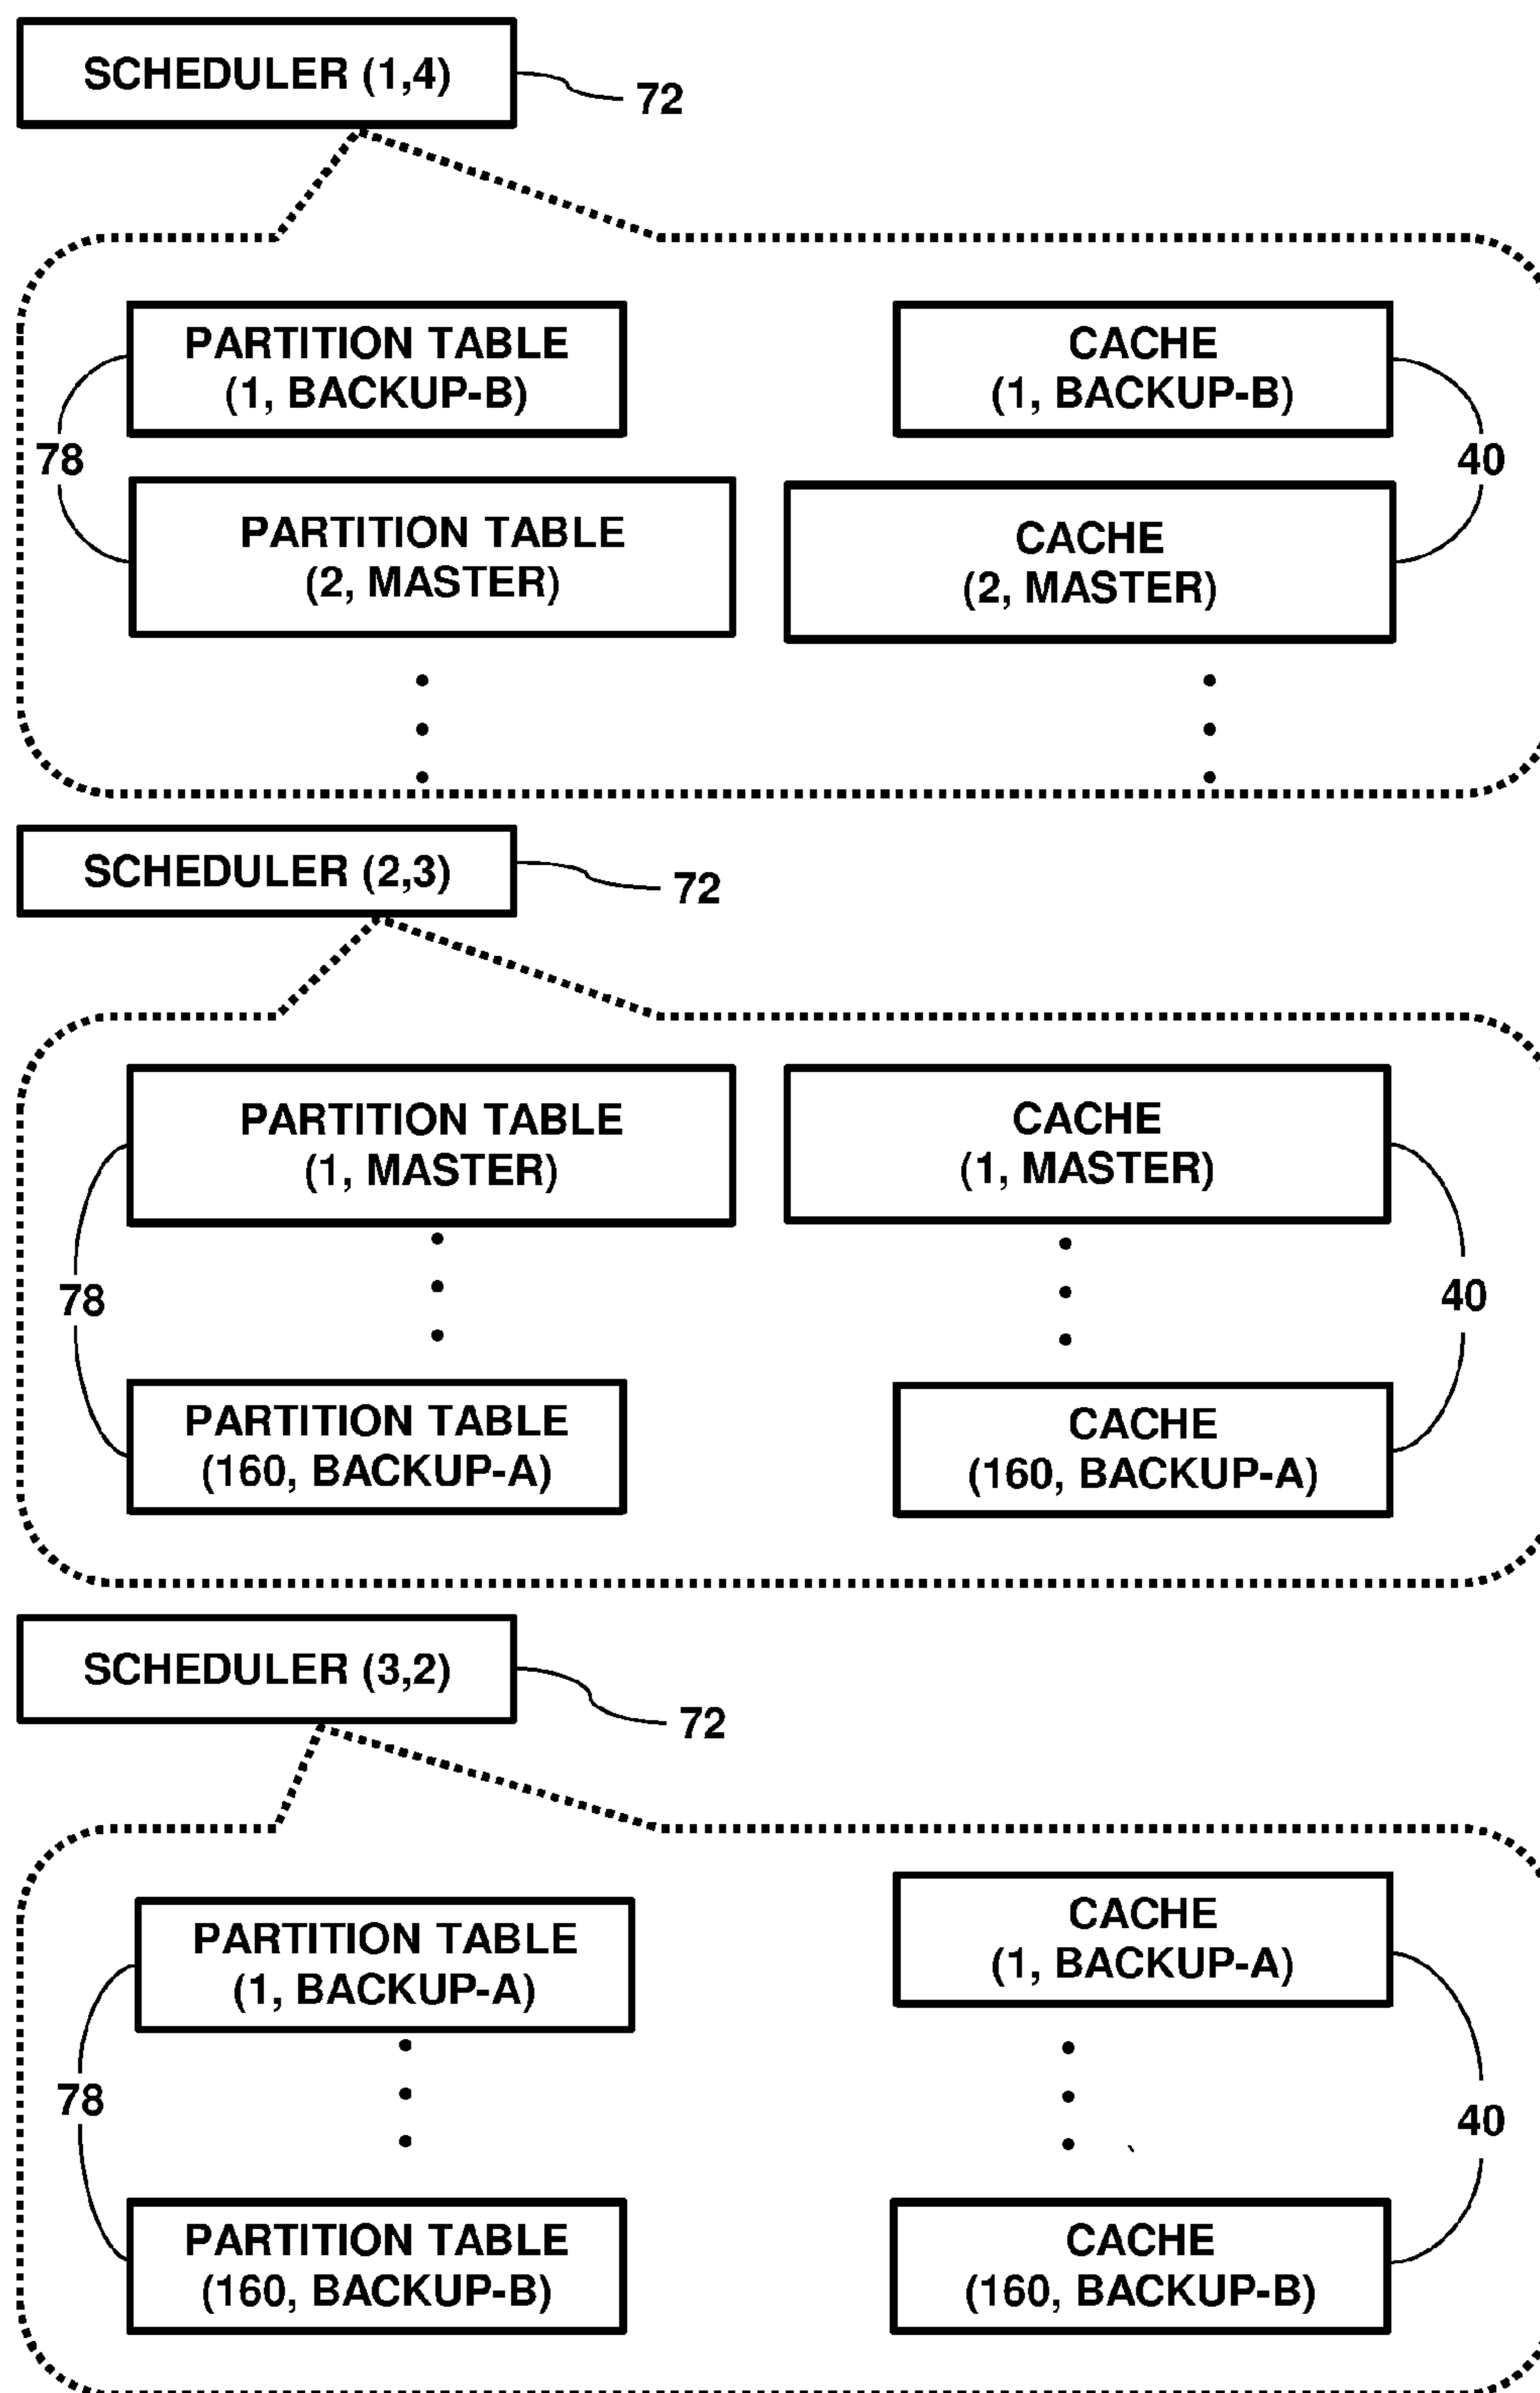 SCHEDULER (1,4)
72
PARTITION TABLE
(1, BACKUP-B)
CACHE
(1, BACKUP-B)
78
40
PARTITION TABLE
(2, MASTER)
CACHE
(2, MASTER)
SCHEDULER (2,3)
72
PARTITION TABLE
(1, MASTER)
CACHE
(1, MASTER)
78
40
PARTITION TABLE
(160, BACKUP-A)
CACHE
(160, BACKUP-A)
SCHEDULER (3,2)
72
PARTITION TABLE
(1, BACKUP-A)
CACHE
(1, BACKUP-A)
78
40
PARTITION TABLE
(160, BACKUP-B)
CACHE
(160, BACKUP-B)